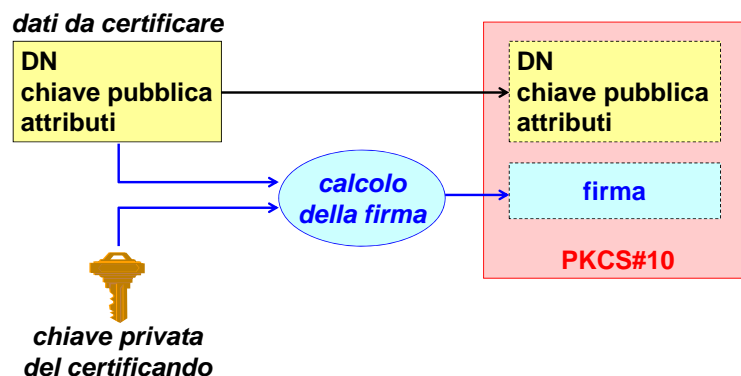 dati da certificare
DN
chiave pubblica
attributi
DN
chiave pubblica
attributi
calcolo
della firma
firma
PKCS#10
chiave privata
del certificando